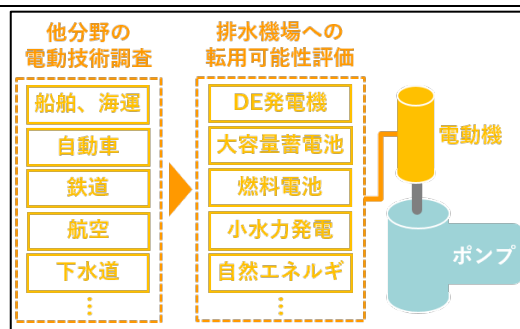 他分野の
電動技術調査
船舶、海運
自動車
鉄道
航空
下水道
⋮
排水機場への
転用可能性評価
DE発電機
大容量蓄電池
燃料電池
小水力発電
自然エネルギ
⋮
電動機
ポンプ